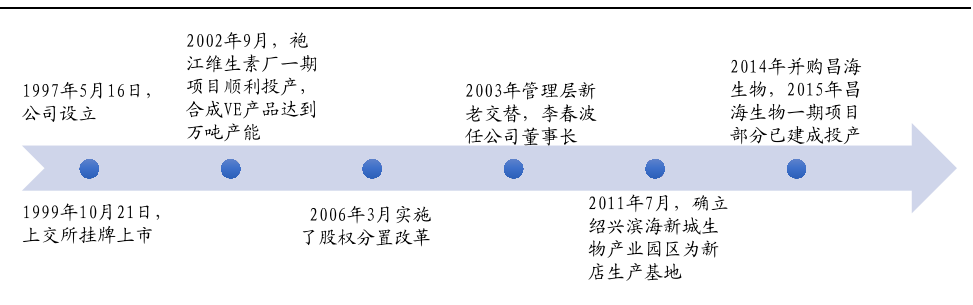 1997年5月16日，
公司设立
1999年10月21日，
上交所挂牌上市
2002年9月，袍
江维生素厂一期
项目顺利投产，
合成VE产品达到
万吨产能
2006年3月实施
了股权分置改革
2003年管理层新
老交替，李春波
任公司董事长
2011年7月，确立
绍兴滨海新城生
物产业园区为新
店生产基地
2014年并购昌海
生物，2015年昌
海生物一期项目
部分已建成投产